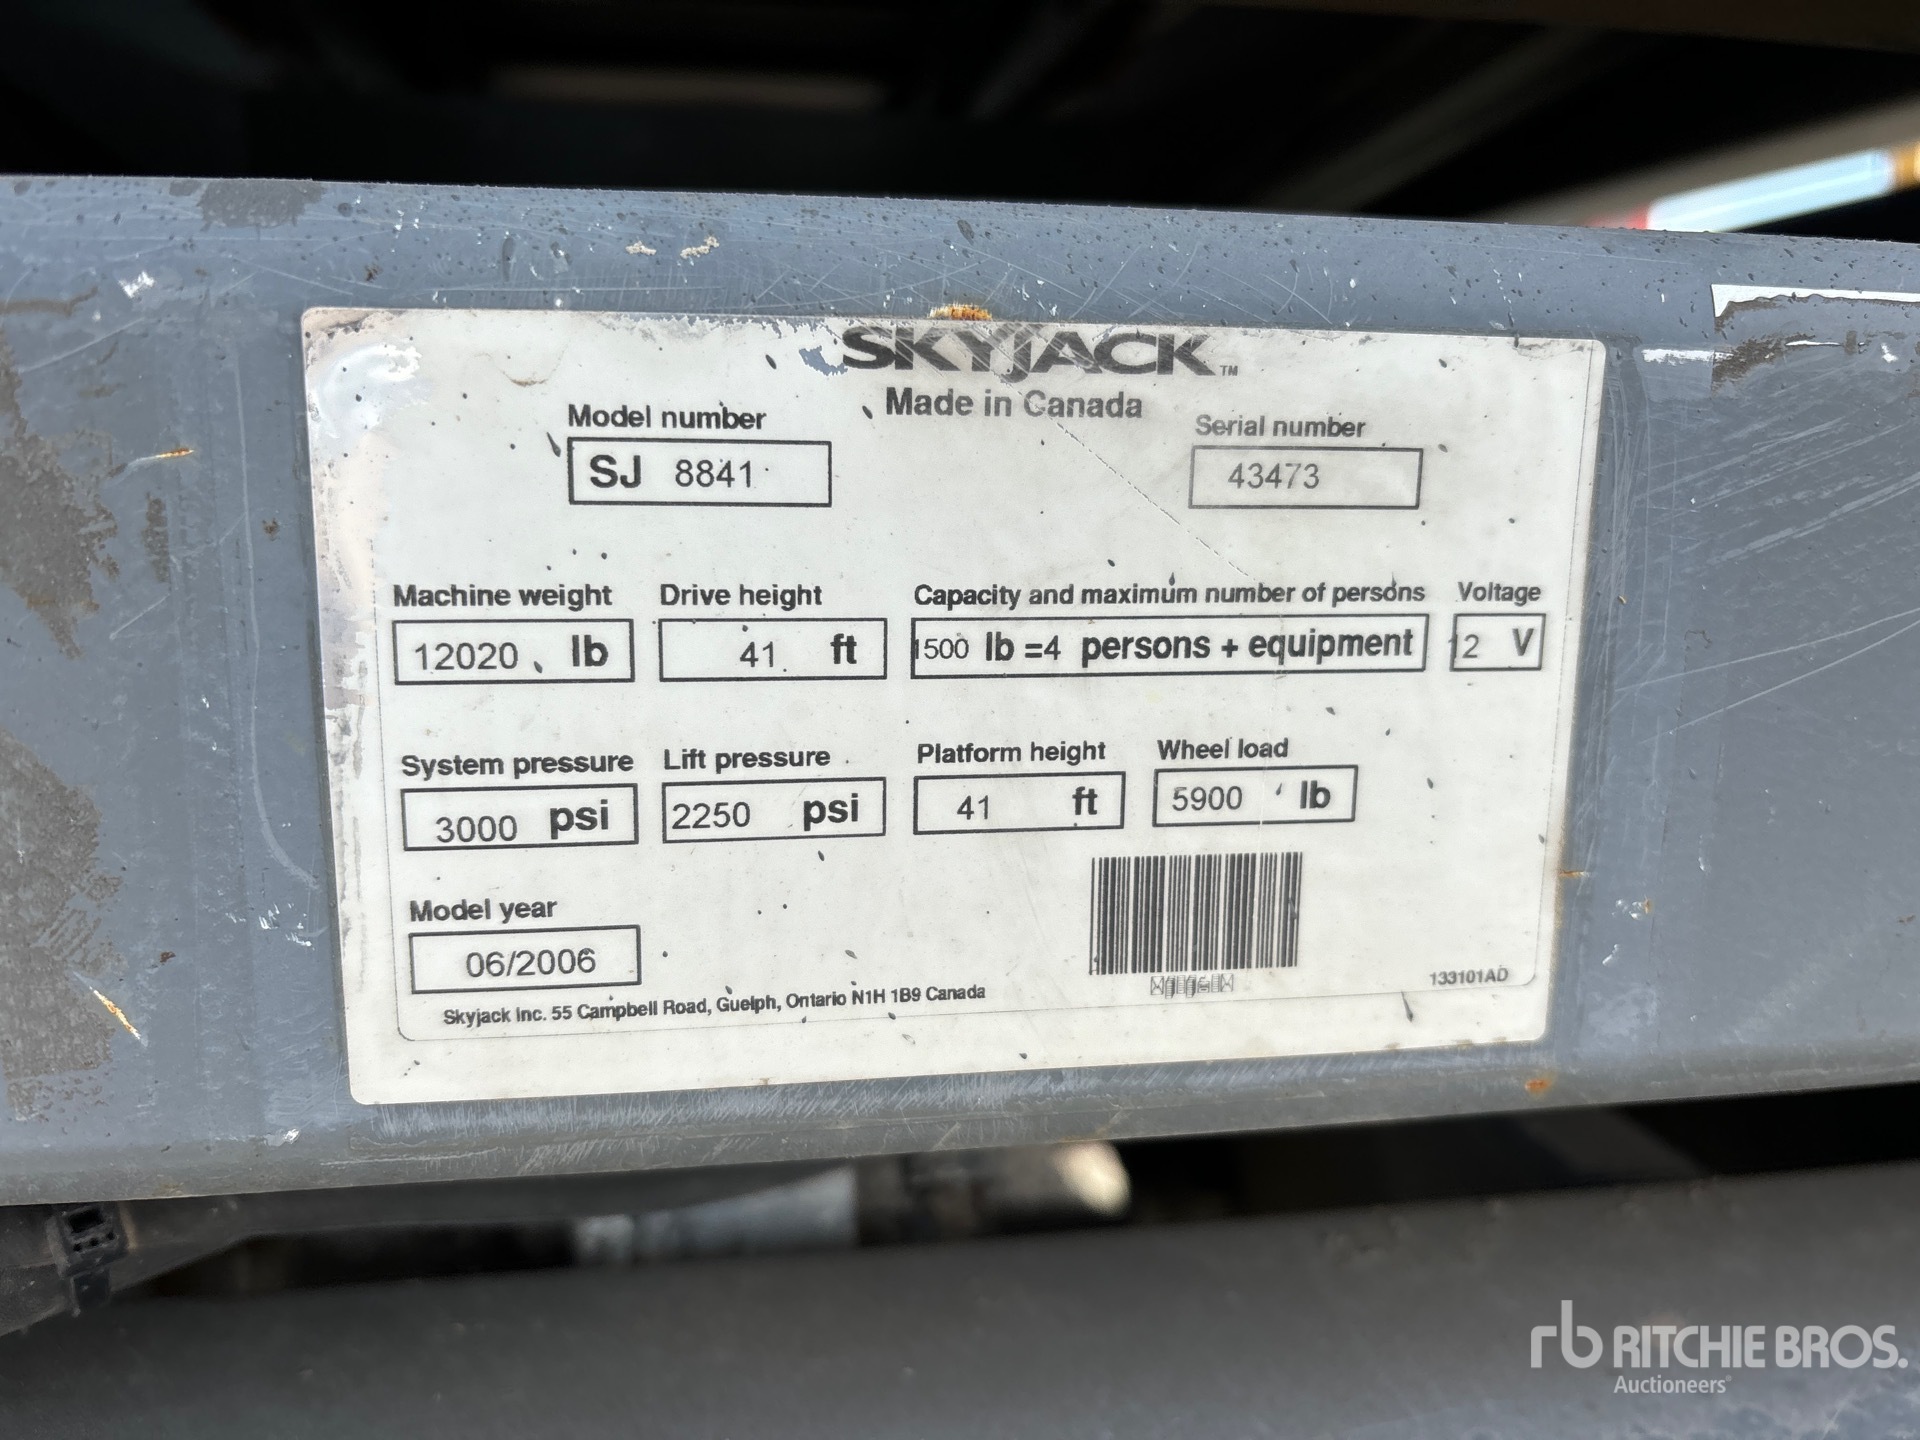 SKYJACK™
Made in Canada
Model number
SJ 8841
Serial number
43473
Machine weight
12020 lb
Drive height
41 ft
Capacity and maximum number of persons
1500 lb =4 persons + equipment
Voltage
12 V
System pressure
3000 psi
Lift pressure
2250 psi
Platform height
41 ft
Wheel load
5900 lb
Model year
06/2006
133101AD
Skyjack Inc. 55 Campbell Road, Guelph, Ontario N1H 1B9 Canada
rb RITCHIE BROS.
Auctioneers